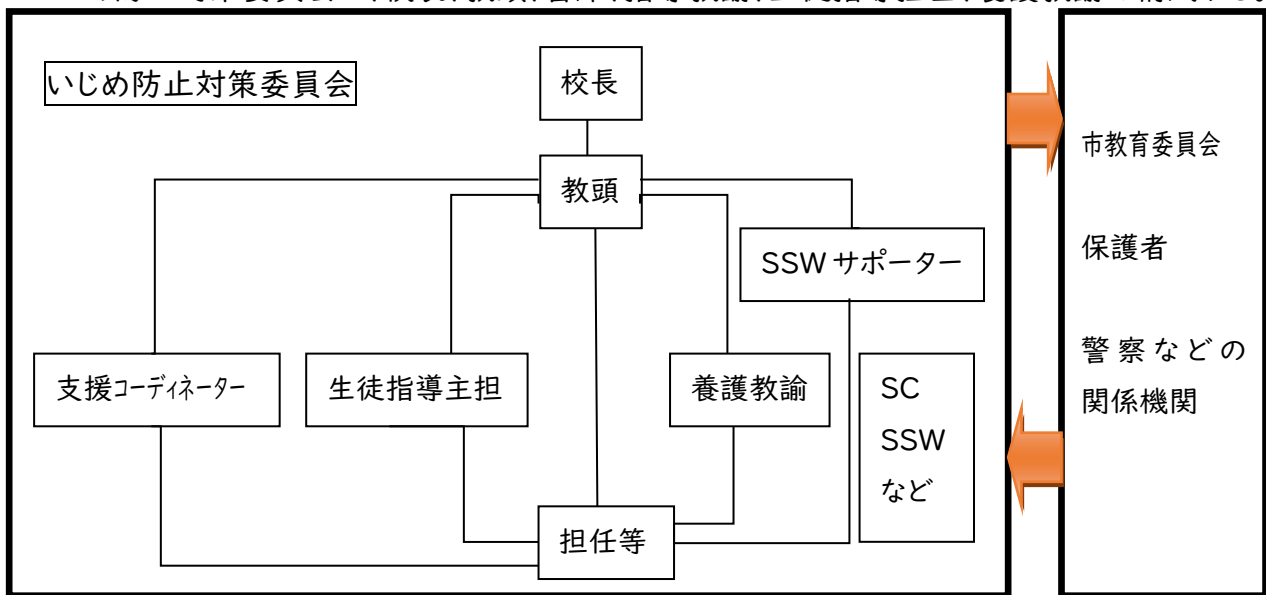 いじめ防止対策委員会
校長
教頭
SSWサポーター
支援コーディネーター
生徒指導主担
養護教諭
SC
SSW
など
担任等
市教育委員会
保護者
警察などの
関係機関